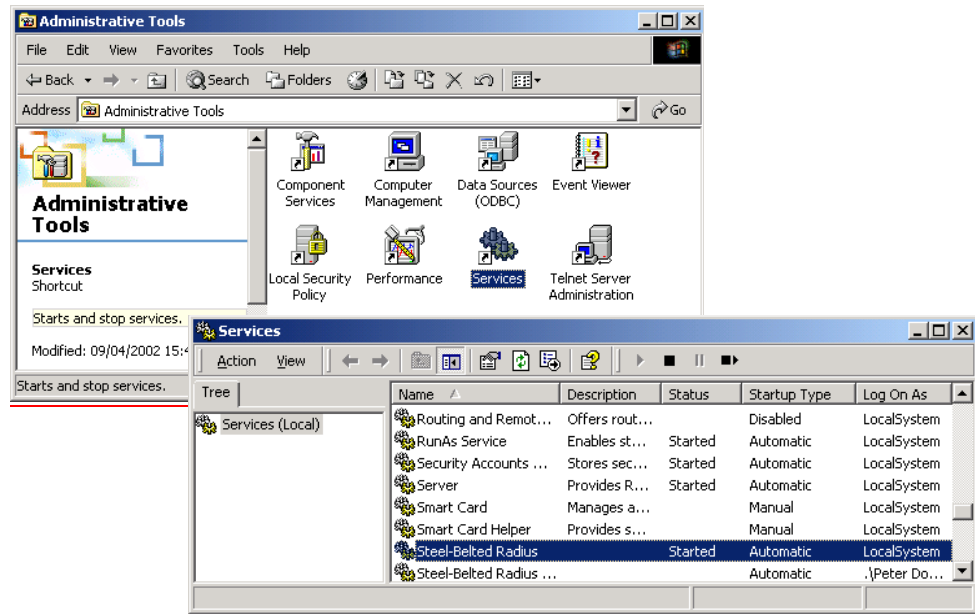 Administrative Tools
File Edit View Favorites Tools Help
Back Search Folders
Address Administrative Tools Go
Administrative
Tools
Services
Shortcut
Starts and stop services.
Modified: 09/04/2002 15:4
Component
Services
Computer
Management
Data Sources
(ODBC)
Event Viewer
Local Security
Policy
Performance
Services
Telnet Server
Administration
Starts and stop services.
Services
Action View
Tree
Services (Local)
Name Description Status Startup Type Log On As
Routing and Remot... Offers rout... Disabled LocalSystem
RunAs Service Enables st... Started Automatic LocalSystem
Security Accounts ... Stores sec... Started Automatic LocalSystem
Server Provides R... Started Automatic LocalSystem
Smart Card Manages a... Manual LocalSystem
Smart Card Helper Provides s... Manual LocalSystem
Steel-Belted Radius Started Automatic LocalSystem
Steel-Belted Radius ... Automatic .\Peter Do...